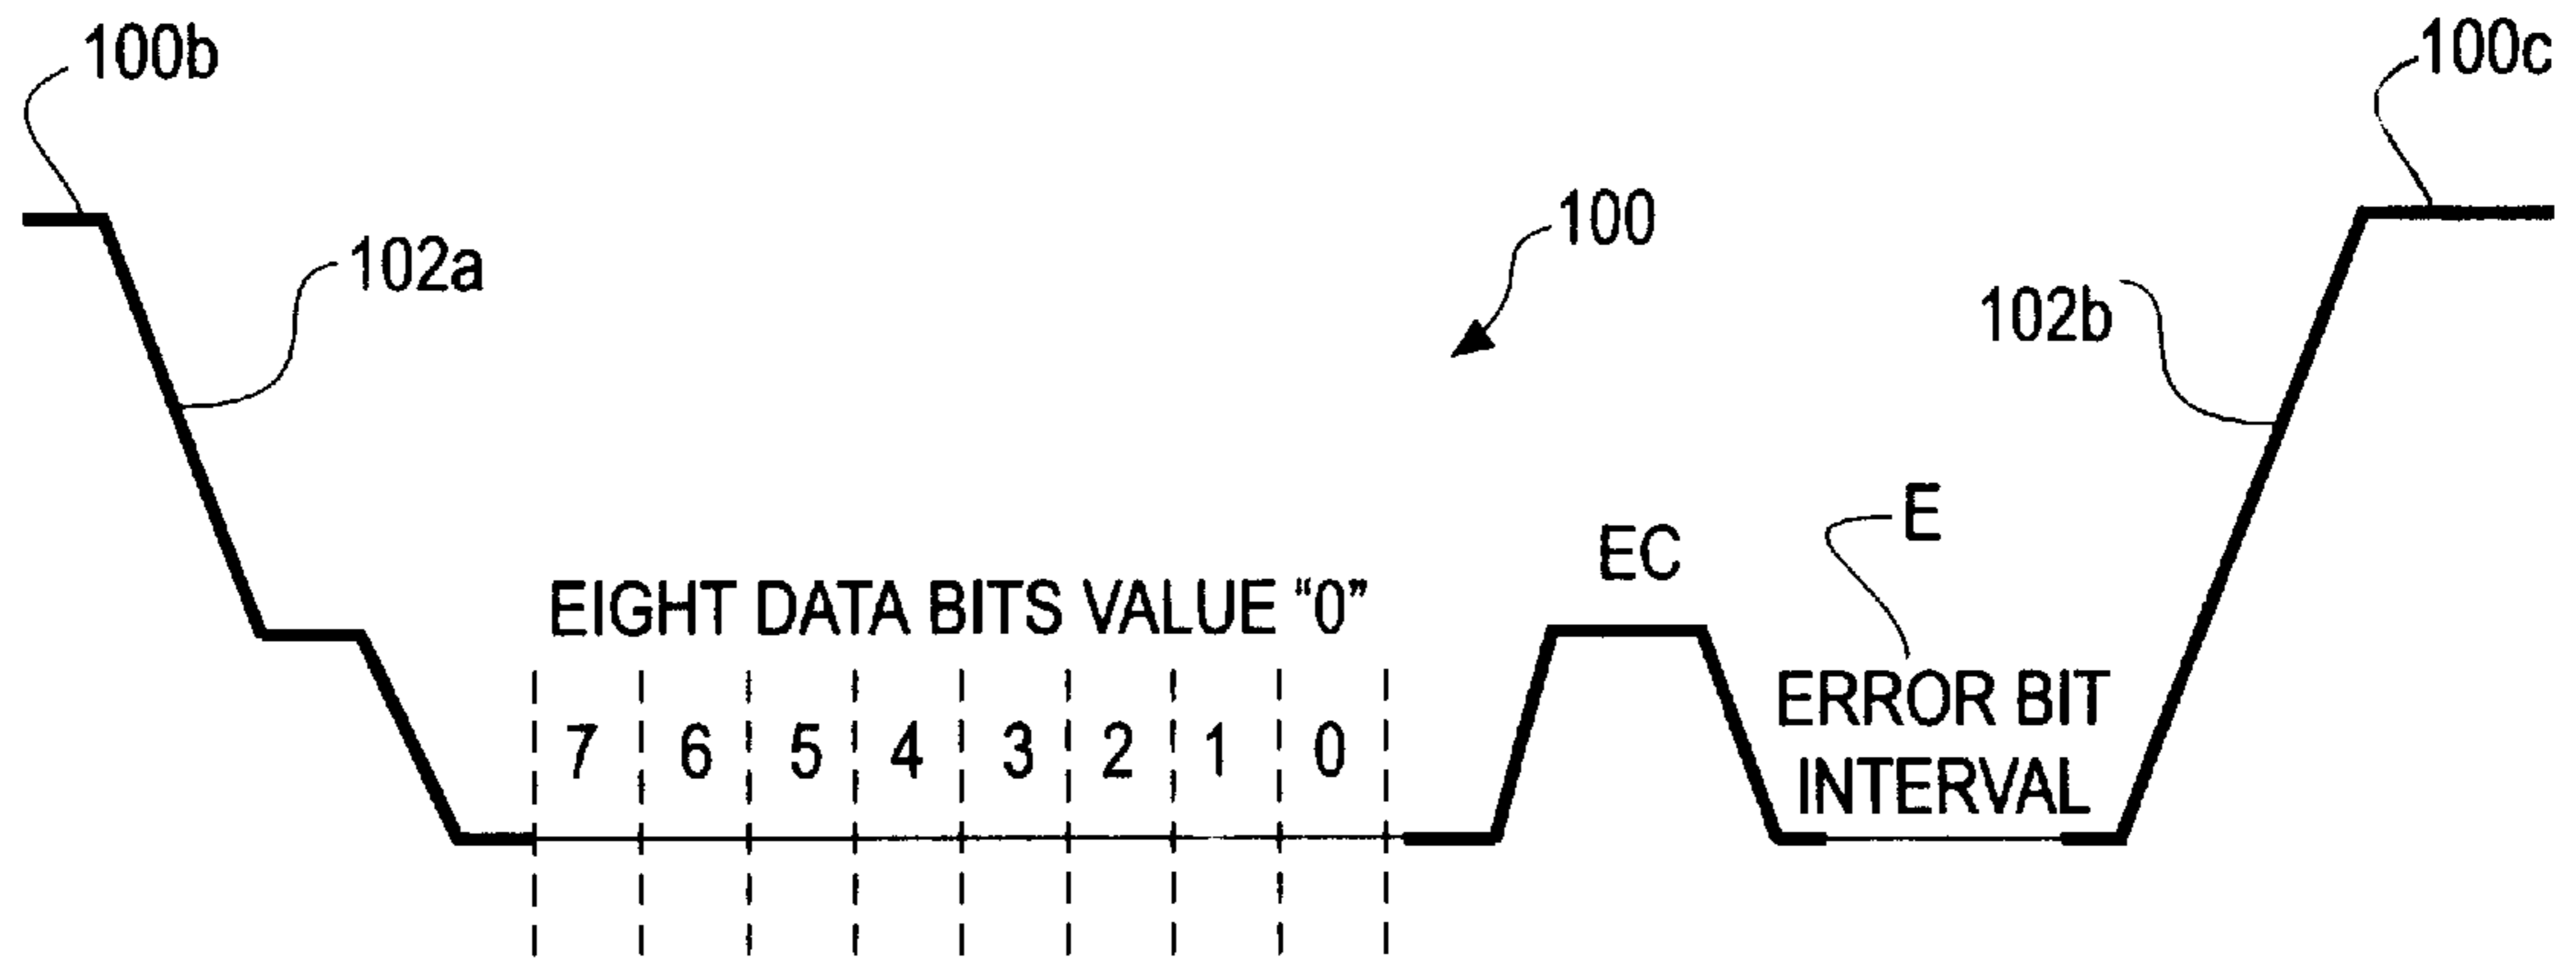 100b
100c
102a
100
102b
E
EC
EIGHT DATA BITS VALUE “0”
ERROR BIT
INTERVAL
7 6 5 4 3 2 1 0